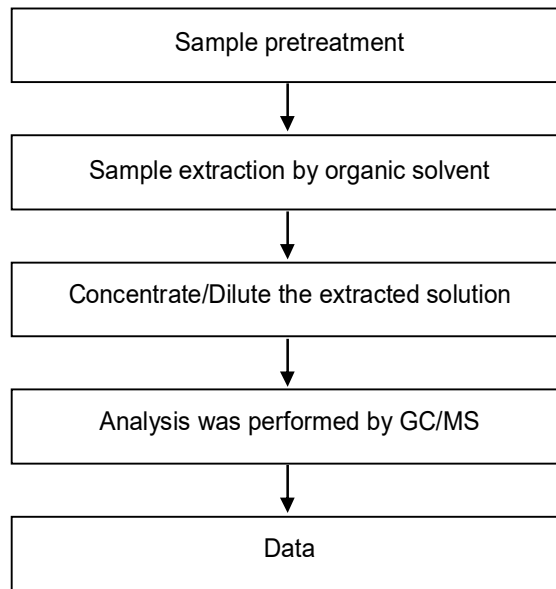 Sample pretreatment
Sample extraction by organic solvent
Concentrate/Dilute the extracted solution
Analysis was performed by GC/MS
Data